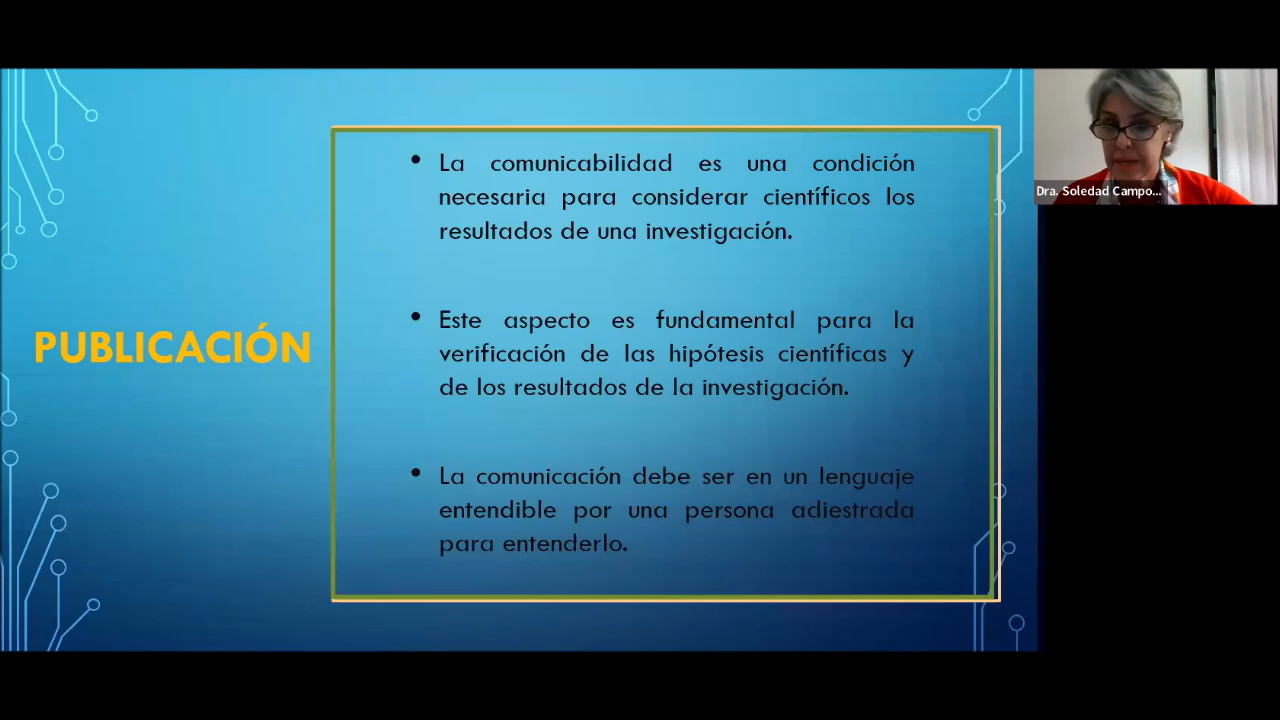 PUBLICACIÓN
• La comunicabilidad es una condición
necesaria para considerar científicos los
resultados de una investigación.
• Este aspecto es fundamental para la
verificación de las hipótesis científicas y
de los resultados de la investigación.
• La comunicación debe ser en un lenguaje
entendible por una persona adiestrada
para entenderlo.
Dra. Soledad Campo...